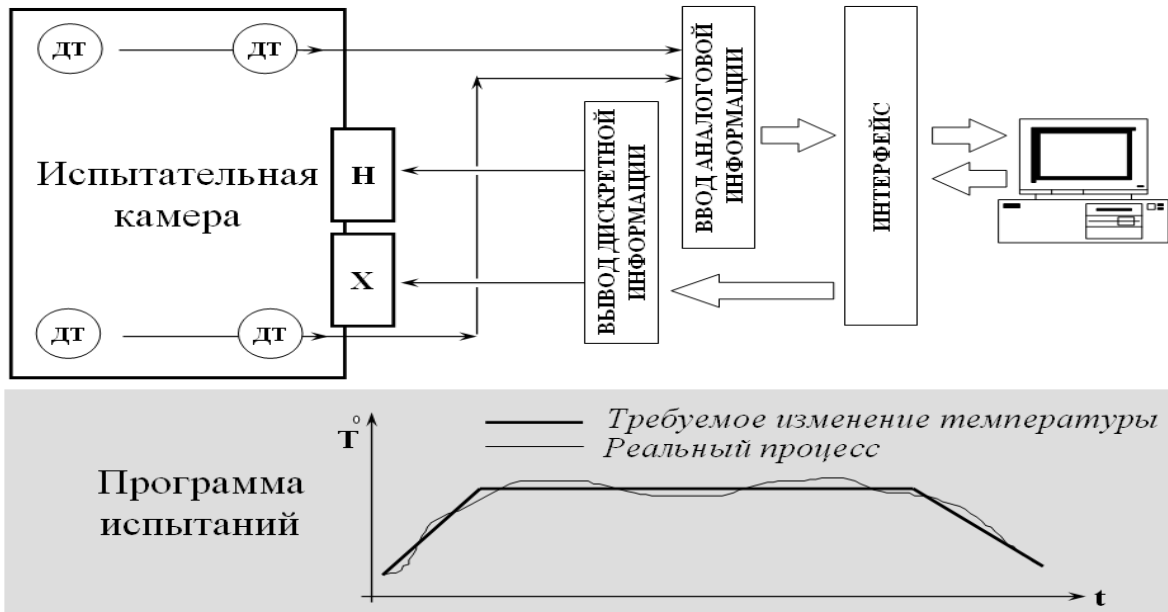 ДТ
ДТ
Испытательная
камера
Н
Х
ДТ
ДТ
ВЫВОД ДИСКРЕТНОЙ
ИНФОРМАЦИИ
ВВОД АНАЛОГОВОЙ
ИНФОРМАЦИИ
ИНТЕРФЕЙС
Программа
испытаний
T°
Требуемое изменение температуры
Реальный процесс
t